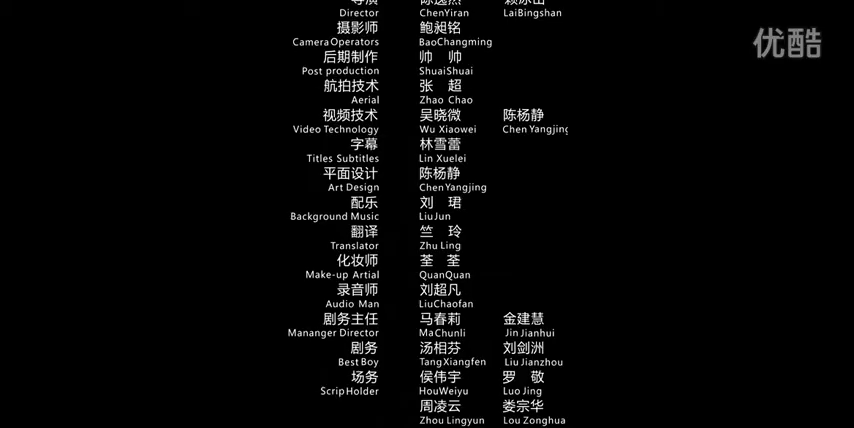 Director ChenYiran LaiBingshan
优酷
摄影师 鲍昶铭
Camera Operators BaoChangming
后期制作 帅 帅
Post production ShuaiShuai
航拍技术 张 超
Aerial Zhao Chao
视频技术 吴晓微 陈杨静
Video Technology Wu Xiaowei Chen Yangjing
字幕 林雪蕾
Titles Subtitles Lin Xuelei
平面设计 陈杨静
Art Design ChenYangjing
配乐 刘 珺
Background Music LiuJun
翻译 竺 玲
Translator Zhu Ling
化妆师 荃 荃
Make-up Artial QuanQuan
录音师 刘超凡
Audio Man LiuChaofan
剧务主任 马春莉 金建慧
Mananger Director MaChunli Jin Jianhui
剧务 汤相芬 刘剑洲
Best Boy TangXiangfen Liu Jianzhou
场务 侯伟宇 罗 敬
Scrip Holder HouWeiyu Luo Jing
周凌云 娄宗华
Zhou Lingyun Lou Zonghua